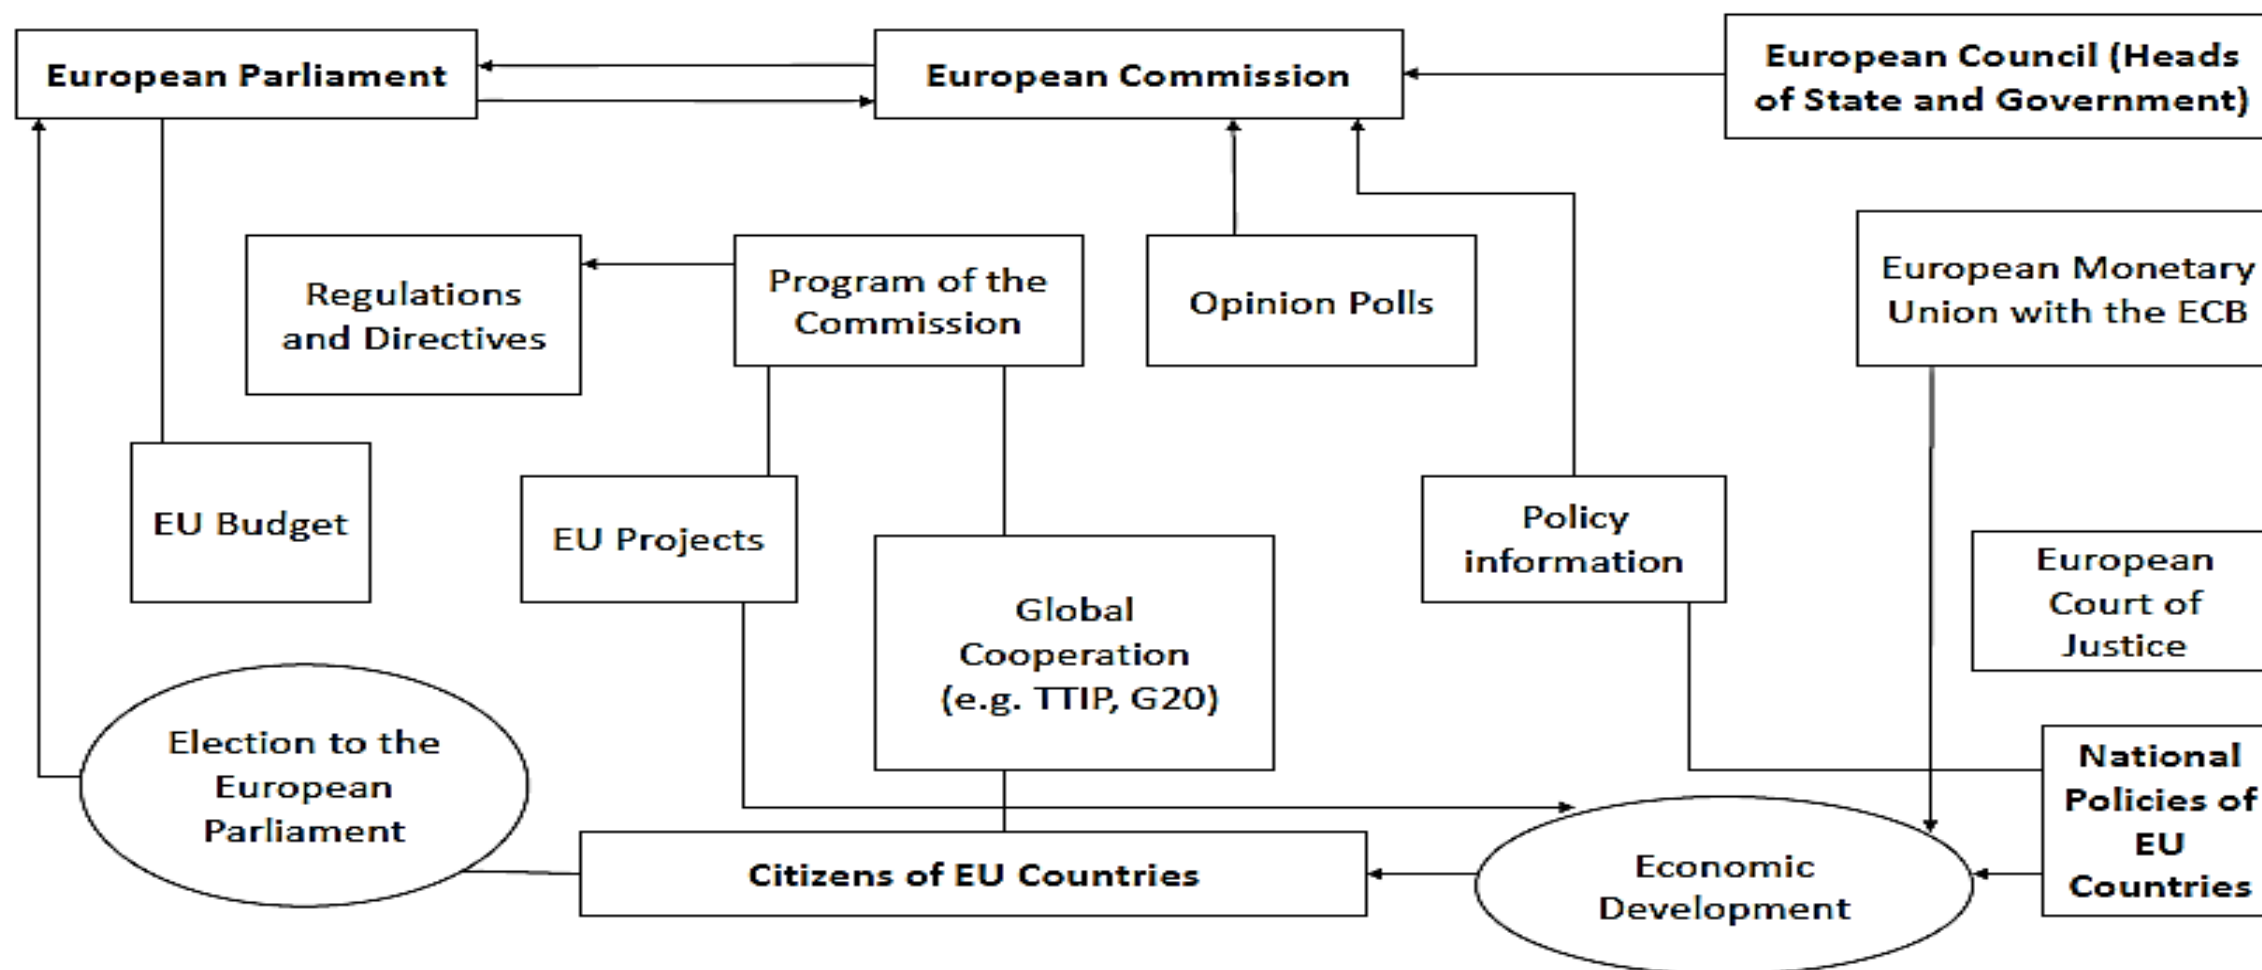 European Parliament
European Commission
European Council (Heads
of State and Government)
Regulations
and Directives
Program of the
Commission
Opinion Polls
European Monetary
Union with the ECB
EU Budget
EU Projects
Global
Cooperation
(e.g. TTIP, G20)
Policy
information
European
Court of
Justice
Election to the
European
Parliament
Citizens of EU Countries
Economic
Development
National
Policies of
EU
Countries